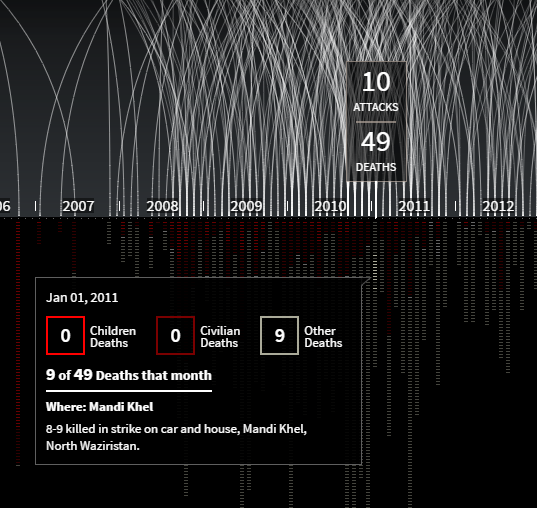 10
ATTACKS
49
DEATHS
06 2007 2008 2009 2010 2011 2012
Jan 01, 2011
0 Children Deaths 0 Civilian Deaths 9 Other Deaths
9 of 49 Deaths that month
Where: Mandi Khel
8-9 killed in strike on car and house, Mandi Khel,
North Waziristan.